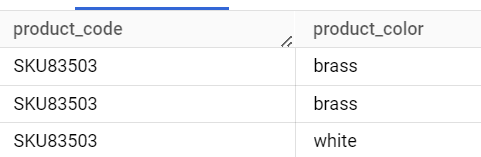 product_code product_color
SKU83503 brass
SKU83503 brass
SKU83503 white